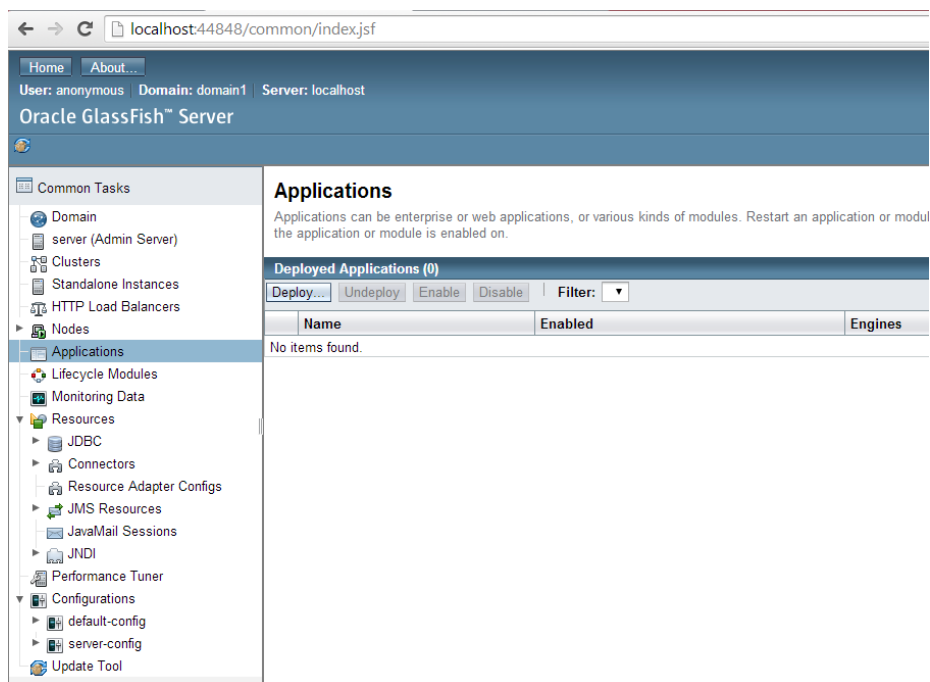 localhost:44848/common/index.jsf
Home About...
User: anonymous Domain: domain1 Server: localhost
Oracle GlassFish™ Server
Common Tasks
Domain
server (Admin Server)
Clusters
Standalone Instances
HTTP Load Balancers
Nodes
Applications
Lifecycle Modules
Monitoring Data
Resources
JDBC
Connectors
Resource Adapter Configs
JMS Resources
JavaMail Sessions
JNDI
Performance Tuner
Configurations
default-config
server-config
Update Tool
Applications
Applications can be enterprise or web applications, or various kinds of modules. Restart an application or modul
the application or module is enabled on.
Deployed Applications (0)
Deploy... Undeploy Enable Disable Filter:
Name Enabled Engines
No items found.